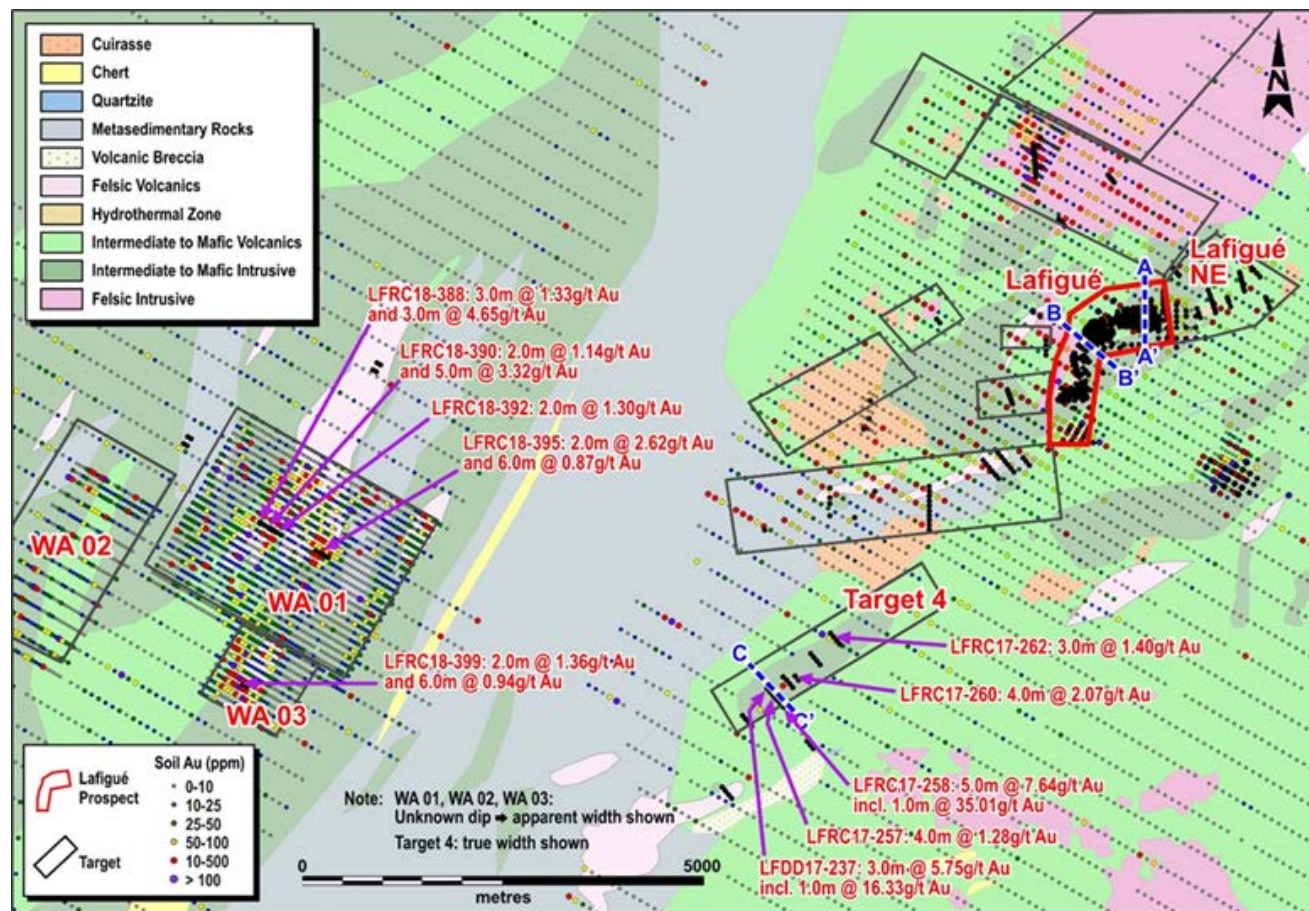 Cuirasse
Chert
Quartzite
Metasedimentary Rocks
Volcanic Breccia
Felsic Volcanics
Hydrothermal Zone
Intermediate to Mafic Volcanics
Intermediate to Mafic Intrusive
Felsic Intrusive
N
Lafigué
NE
Lafigué
A
B
A'
B'
LFRC18-388: 3.0m @ 1.33g/t Au
and 3.0m @ 4.65g/t Au
LFRC18-390: 2.0m @ 1.14g/t Au
and 5.0m @ 3.32g/t Au
LFRC18-392: 2.0m @ 1.30g/t Au
LFRC18-395: 2.0m @ 2.62g/t Au
and 6.0m @ 0.87g/t Au
WA 02
WA 01
LFRC18-399: 2.0m @ 1.36g/t Au
and 6.0m @ 0.94g/t Au
WA 03
Target 4
C
C'
LFRC17-262: 3.0m @ 1.40g/t Au
LFRC17-260: 4.0m @ 2.07g/t Au
LFRC17-258: 5.0m @ 7.64g/t Au
incl. 1.0m @ 35.01g/t Au
LFRC17-257: 4.0m @ 1.28g/t Au
LFDD17-237: 3.0m @ 5.75g/t Au
incl. 1.0m @ 16.33g/t Au
Lafigué
Prospect
Target
Soil Au (ppm)
0-10
10-25
25-50
50-100
10-500
> 100
Note: WA 01, WA 02, WA 03:
Unknown dip ➡ apparent width shown
Target 4: true width shown
0 5000
metres